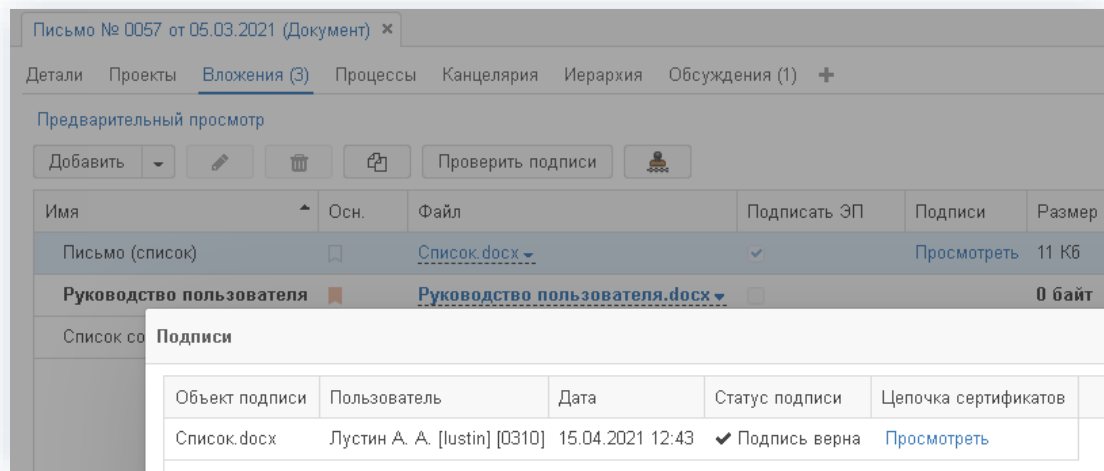 Письмо № 0057 от 05.03.2021 (Документ) ×
Детали Проекты Вложения (3) Процессы Канцелярия Иерархия Обсуждения (1) +
Предварительный просмотр
Добавить Проверить подписи
Имя Осн. Файл Подписать ЭП Подписи Размер
Письмо (список) Список.docx Просмотреть 11 Кб
Руководство пользователя Руководство пользователя.docx 0 байт
Список со
Подписи
Объект подписи Пользователь Дата Статус подписи Цепочка сертификатов
Список.docx Лустин А. А. [lustin] [0310] 15.04.2021 12:43 ✔ Подпись верна Просмотреть